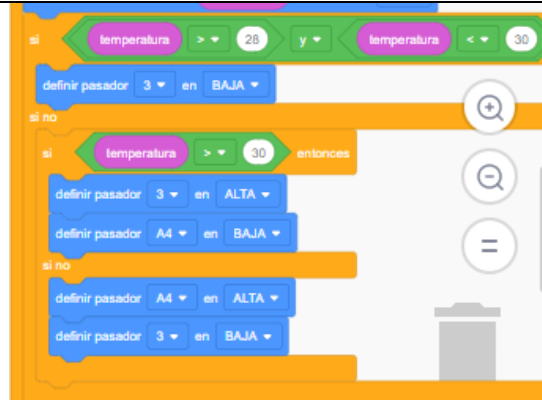 si temperatura > 28 y temperatura < 30
definir pasador 3 en BAJA
si no
si temperatura > 30 entonces
definir pasador 3 en ALTA
definir pasador A4 en BAJA
si no
definir pasador A4 en ALTA
definir pasador 3 en BAJA